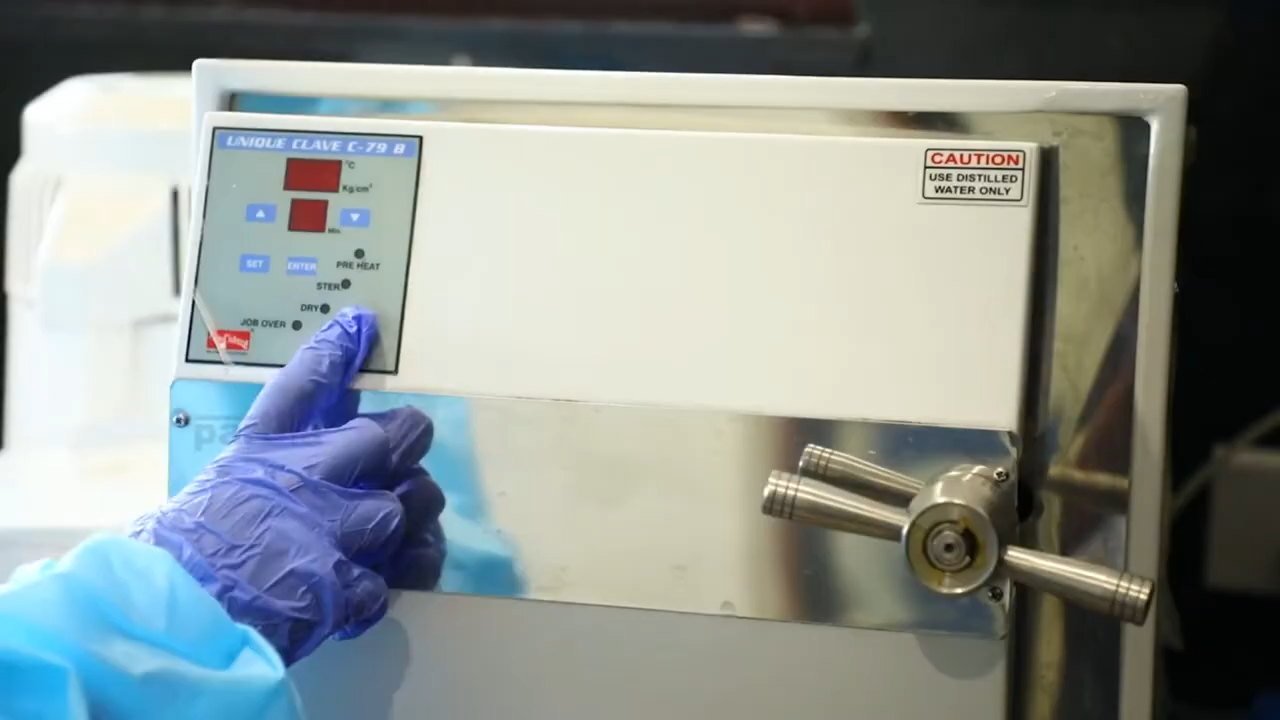 UNIQUE CLAVE C-79 B
°C
Kg/cm²
Min.
SET
ENTER
PRE HEAT
STER
DRY
JOB OVER
CAUTION
USE DISTILLED
WATER ONLY